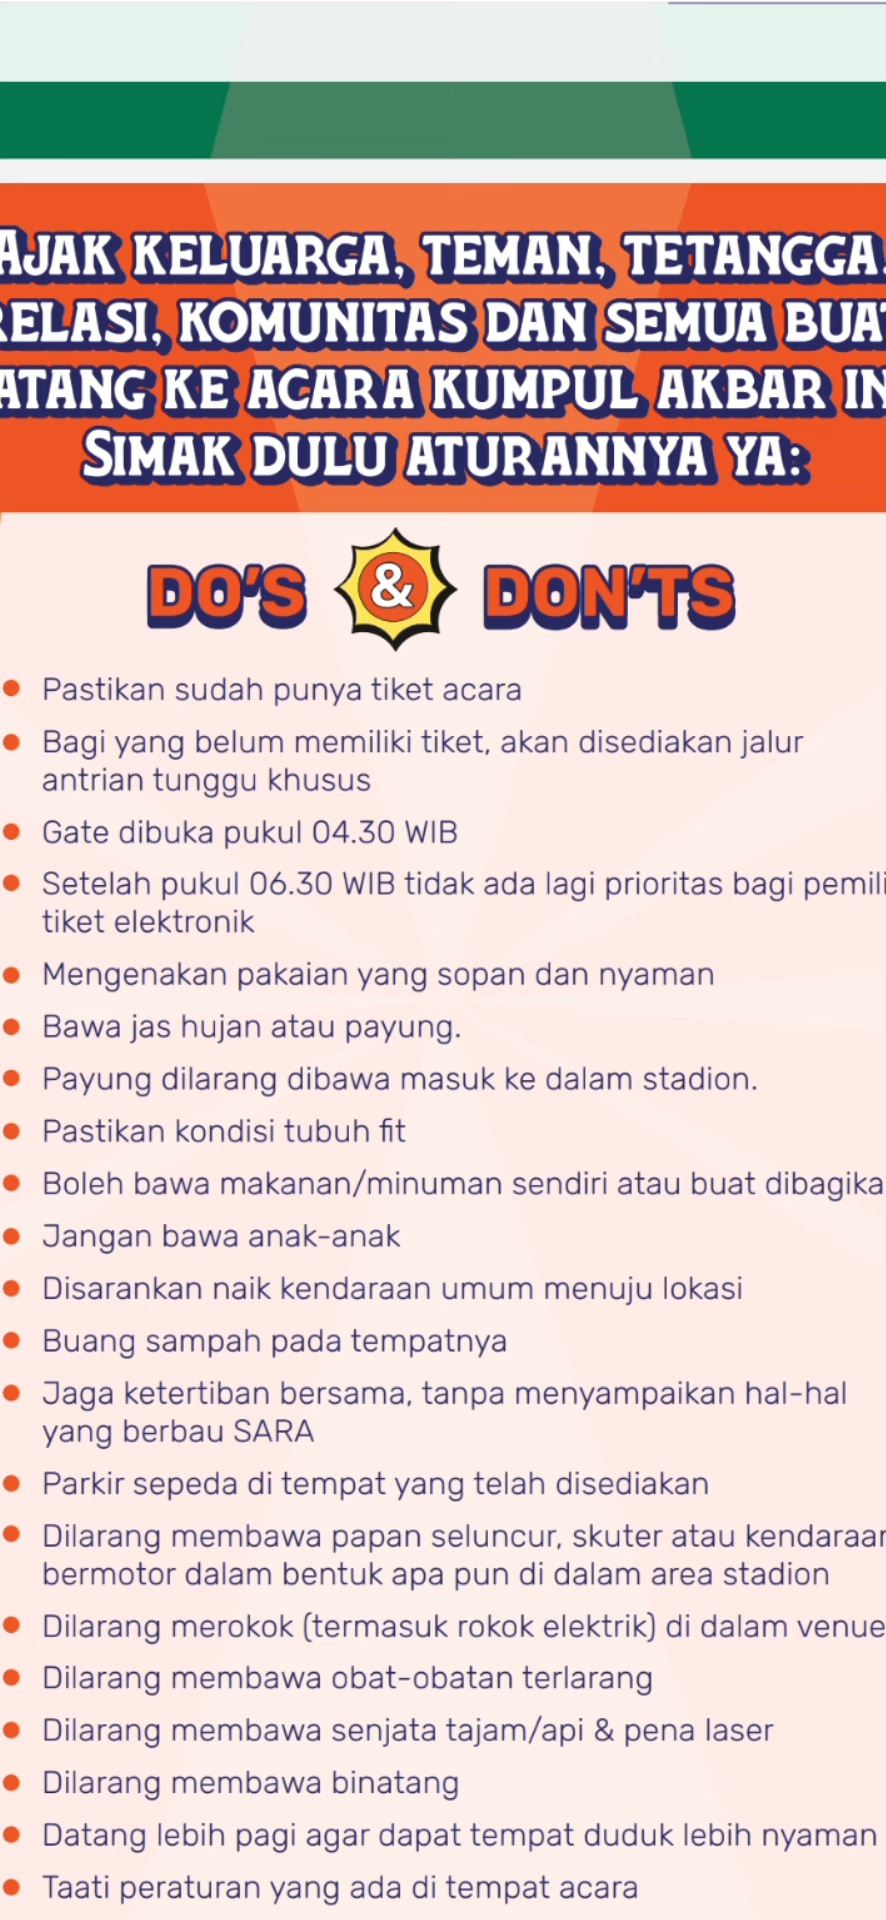 AJAK KELUARGA, TEMAN, TETANGGA,
RELASI, KOMUNITAS DAN SEMUA BUAT
ATANG KE ACARA KUMPUL AKBAR IN
SIMAK DULU ATURANNYA YA:
DO'S & DON'TS
• Pastikan sudah punya tiket acara
• Bagi yang belum memiliki tiket, akan disediakan jalur
antrian tunggu khusus
• Gate dibuka pukul 04.30 WIB
• Setelah pukul 06.30 WIB tidak ada lagi prioritas bagi pemili
tiket elektronik
• Mengenakan pakaian yang sopan dan nyaman
• Bawa jas hujan atau payung.
• Payung dilarang dibawa masuk ke dalam stadion.
• Pastikan kondisi tubuh fit
• Boleh bawa makanan/minuman sendiri atau buat dibagika
• Jangan bawa anak-anak
• Disarankan naik kendaraan umum menuju lokasi
• Buang sampah pada tempatnya
• Jaga ketertiban bersama, tanpa menyampaikan hal-hal
yang berbau SARA
• Parkir sepeda di tempat yang telah disediakan
• Dilarang membawa papan seluncur, skuter atau kendaraan
bermotor dalam bentuk apa pun di dalam area stadion
• Dilarang merokok (termasuk rokok elektrik) di dalam venue
• Dilarang membawa obat-obatan terlarang
• Dilarang membawa senjata tajam/api & pena laser
• Dilarang membawa binatang
• Datang lebih pagi agar dapat tempat duduk lebih nyaman
• Taati peraturan yang ada di tempat acara